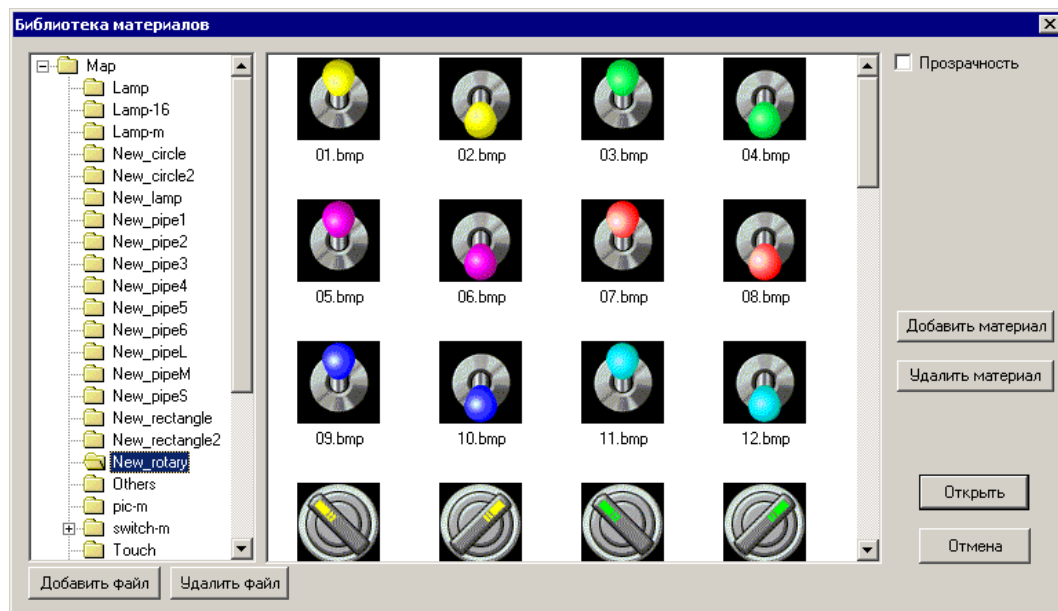 Библиотека материалов
Map
Lamp
Lamp-16
Lamp-m
New_circle
New_circle2
New_lamp
New_pipe1
New_pipe2
New_pipe3
New_pipe4
New_pipe5
New_pipe6
New_pipeL
New_pipeM
New_pipeS
New_rectangle
New_rectangle2
New_rotary
Others
pic-m
switch-m
Touch
Добавить файл Удалить файл
01.bmp 02.bmp 03.bmp 04.bmp
05.bmp 06.bmp 07.bmp 08.bmp
09.bmp 10.bmp 11.bmp 12.bmp
Прозрачность
Добавить материал
Удалить материал
Открыть
Отмена